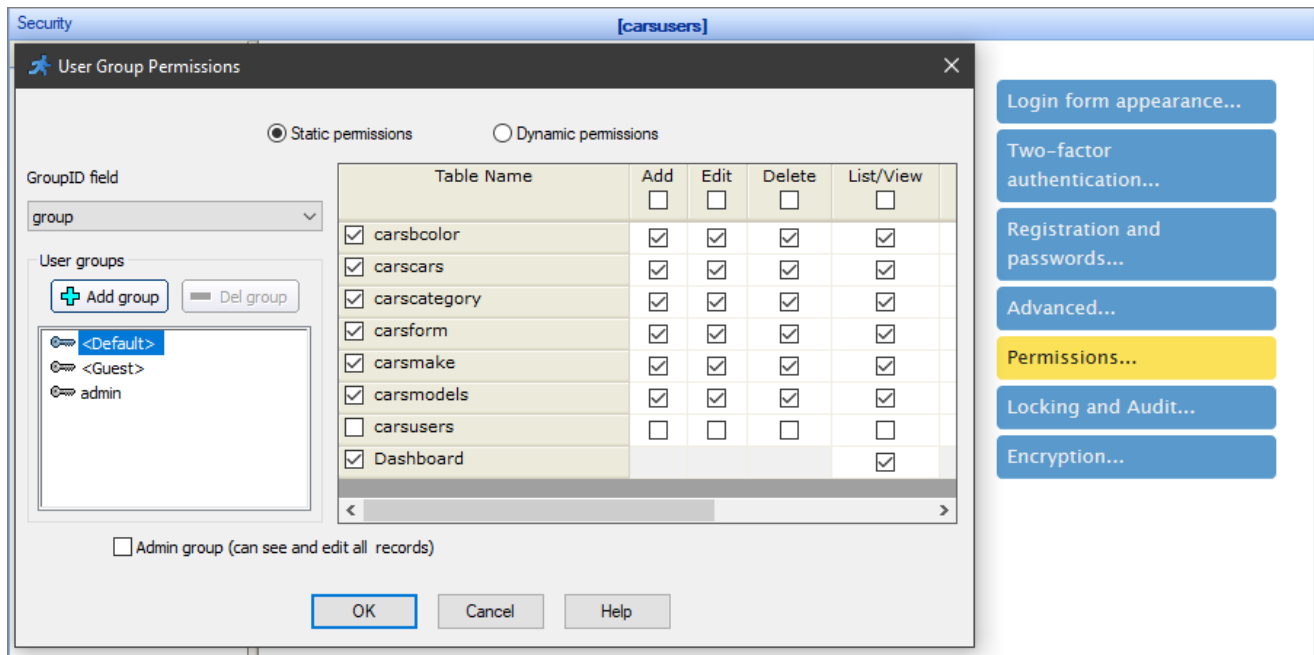 Security
[carsusers]
User Group Permissions
Static permissions
Dynamic permissions
GroupID field
group
User groups
Add group
Del group
<Default>
<Guest>
admin
Table Name Add Edit Delete List/View
carsbcolor
carscars
carscategory
carsform
carsmake
carsmodels
carsusers
Dashboard
Admin group (can see and edit all records)
OK
Cancel
Help
Login form appearance...
Two-factor
authentication...
Registration and
passwords...
Advanced...
Permissions...
Locking and Audit...
Encryption...